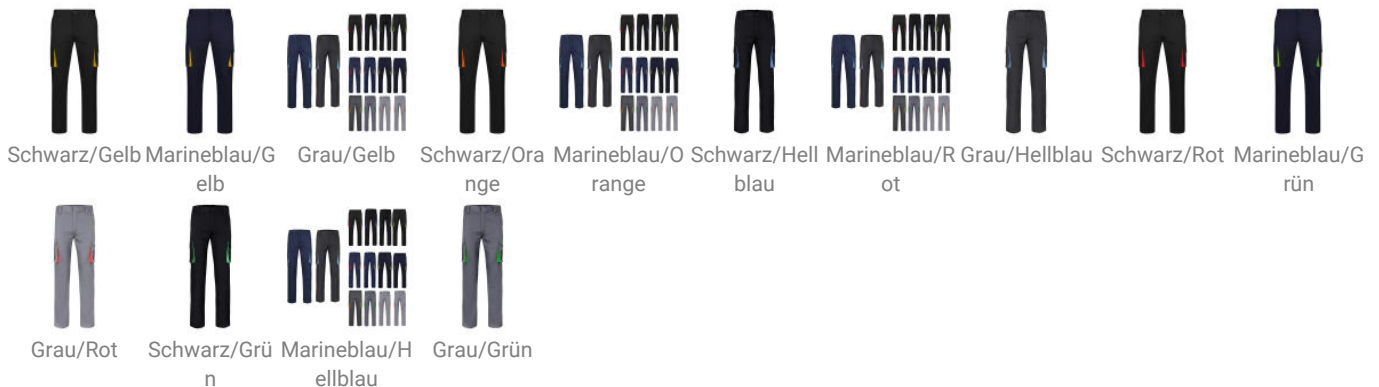 Schwarz/Gelb Marineblau/G Grau/Gelb Schwarz/Ora Marineblau/O Schwarz/Hell Marineblau/R Grau/Hellblau Schwarz/Rot Marineblau/G
elb nge range blau ot rün
Grau/Rot Schwarz/Grü Marineblau/H Grau/Grün
n ellblau